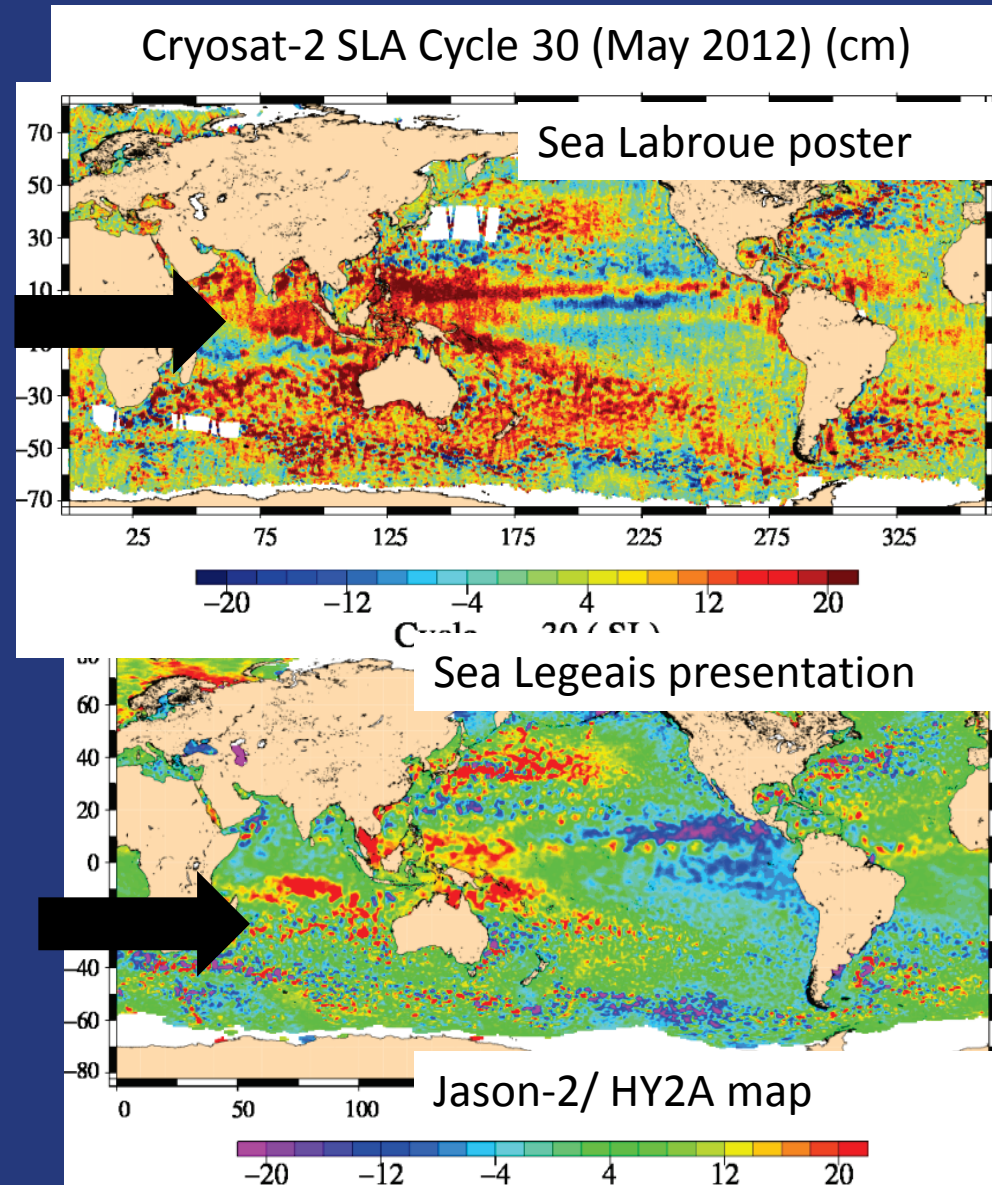 Cryosat-2 SLA Cycle 30 (May 2012) (cm)
Sea Labroue poster
70
50
30
10
−30
−50
−70
25 75 125 175 225 275 325
−20 −12 −4 4 12 20
Sea Legeais presentation
60
40
20
0
−40
−60
−80
0 50 100
Jason-2/ HY2A map
−20 −12 −4 4 12 20